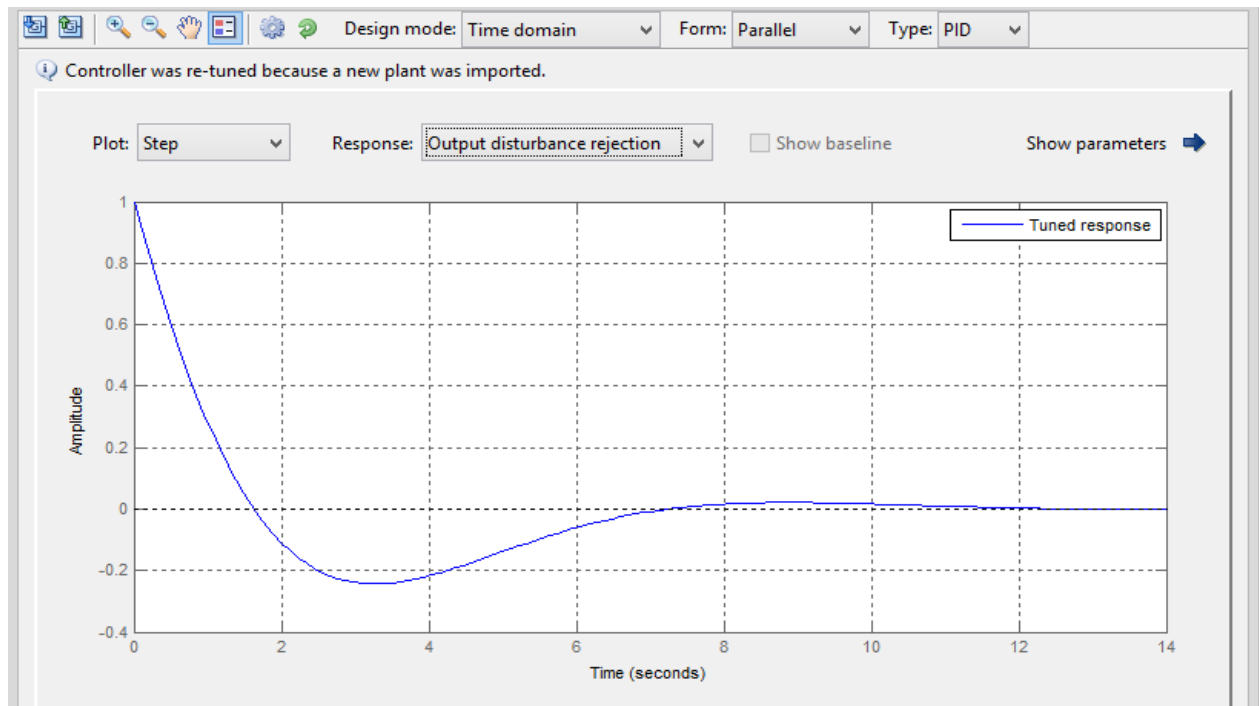 Design mode: Time domain Form: Parallel Type: PID
Controller was re-tuned because a new plant was imported.
Plot: Step Response: Output disturbance rejection Show baseline Show parameters
Tuned response
1
0.8
0.6
0.4
0.2
0
-0.2
-0.4
Amplitude
0 2 4 6 8 10 12 14
Time (seconds)